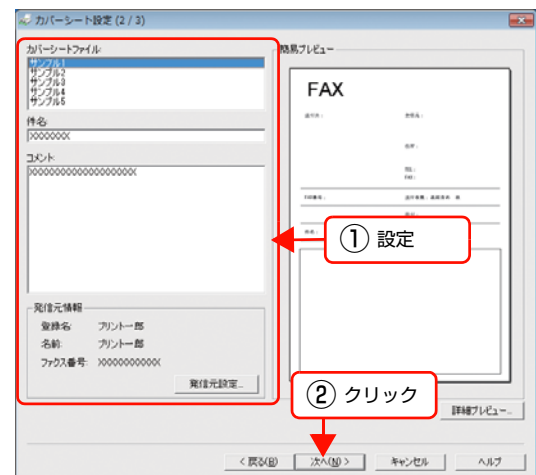 カバーシート設定 (2 / 3)
カバーシートファイル:
サンプル1
サンプル2
サンプル3
サンプル4
サンプル5
件名:
XXXXXXX
コメント:
XXXXXXXXXXXXXXXXXX
発信元情報
登録名: プリント一郎
名前: プリント一郎
ファクス番号: XXXXXXXXXXX
発信元設定...
簡易プレビュー
FAX
① 設定
② クリック
詳細プレビュー...
< 戻る(B)
次へ(N) >
キャンセル
ヘルプ